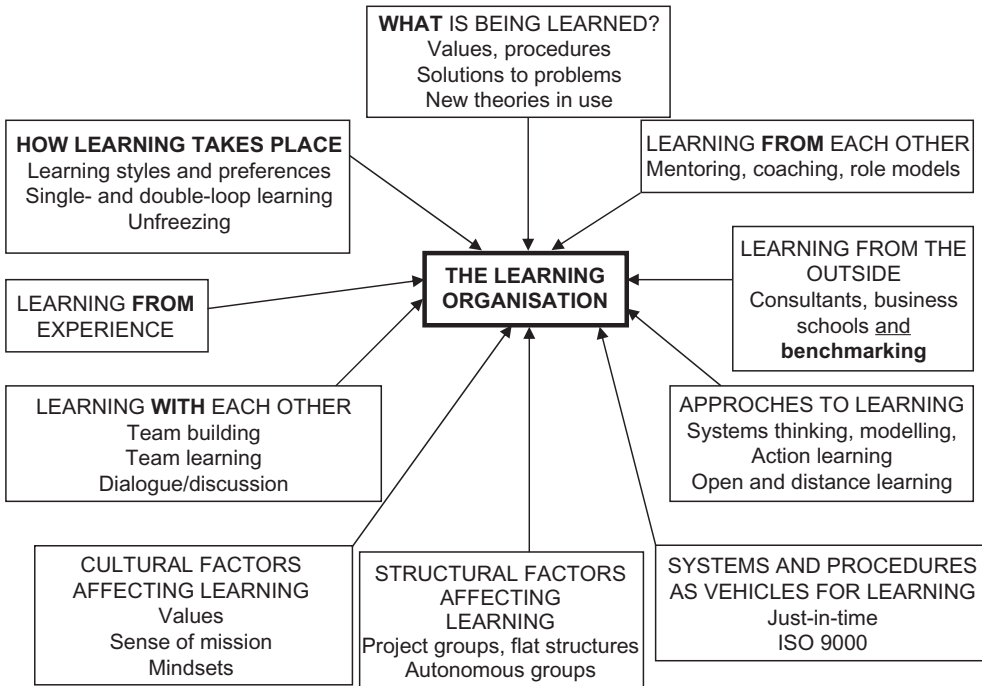 WHAT IS BEING LEARNED?
Values, procedures
Solutions to problems
New theories in use
HOW LEARNING TAKES PLACE
Learning styles and preferences
Single- and double-loop learning
Unfreezing
LEARNING FROM EACH OTHER
Mentoring, coaching, role models
THE LEARNING
ORGANISATION
LEARNING FROM THE
OUTSIDE
Consultants, business
schools and
benchmarking
LEARNING FROM
EXPERIENCE
LEARNING WITH EACH OTHER
Team building
Team learning
Dialogue/discussion
APPROCHES TO LEARNING
Systems thinking, modelling,
Action learning
Open and distance learning
CULTURAL FACTORS
AFFECTING LEARNING
Values
Sense of mission
Mindsets
STRUCTURAL FACTORS
AFFECTING
LEARNING
Project groups, flat structures
Autonomous groups
SYSTEMS AND PROCEDURES
AS VEHICLES FOR LEARNING
Just-in-time
ISO 9000